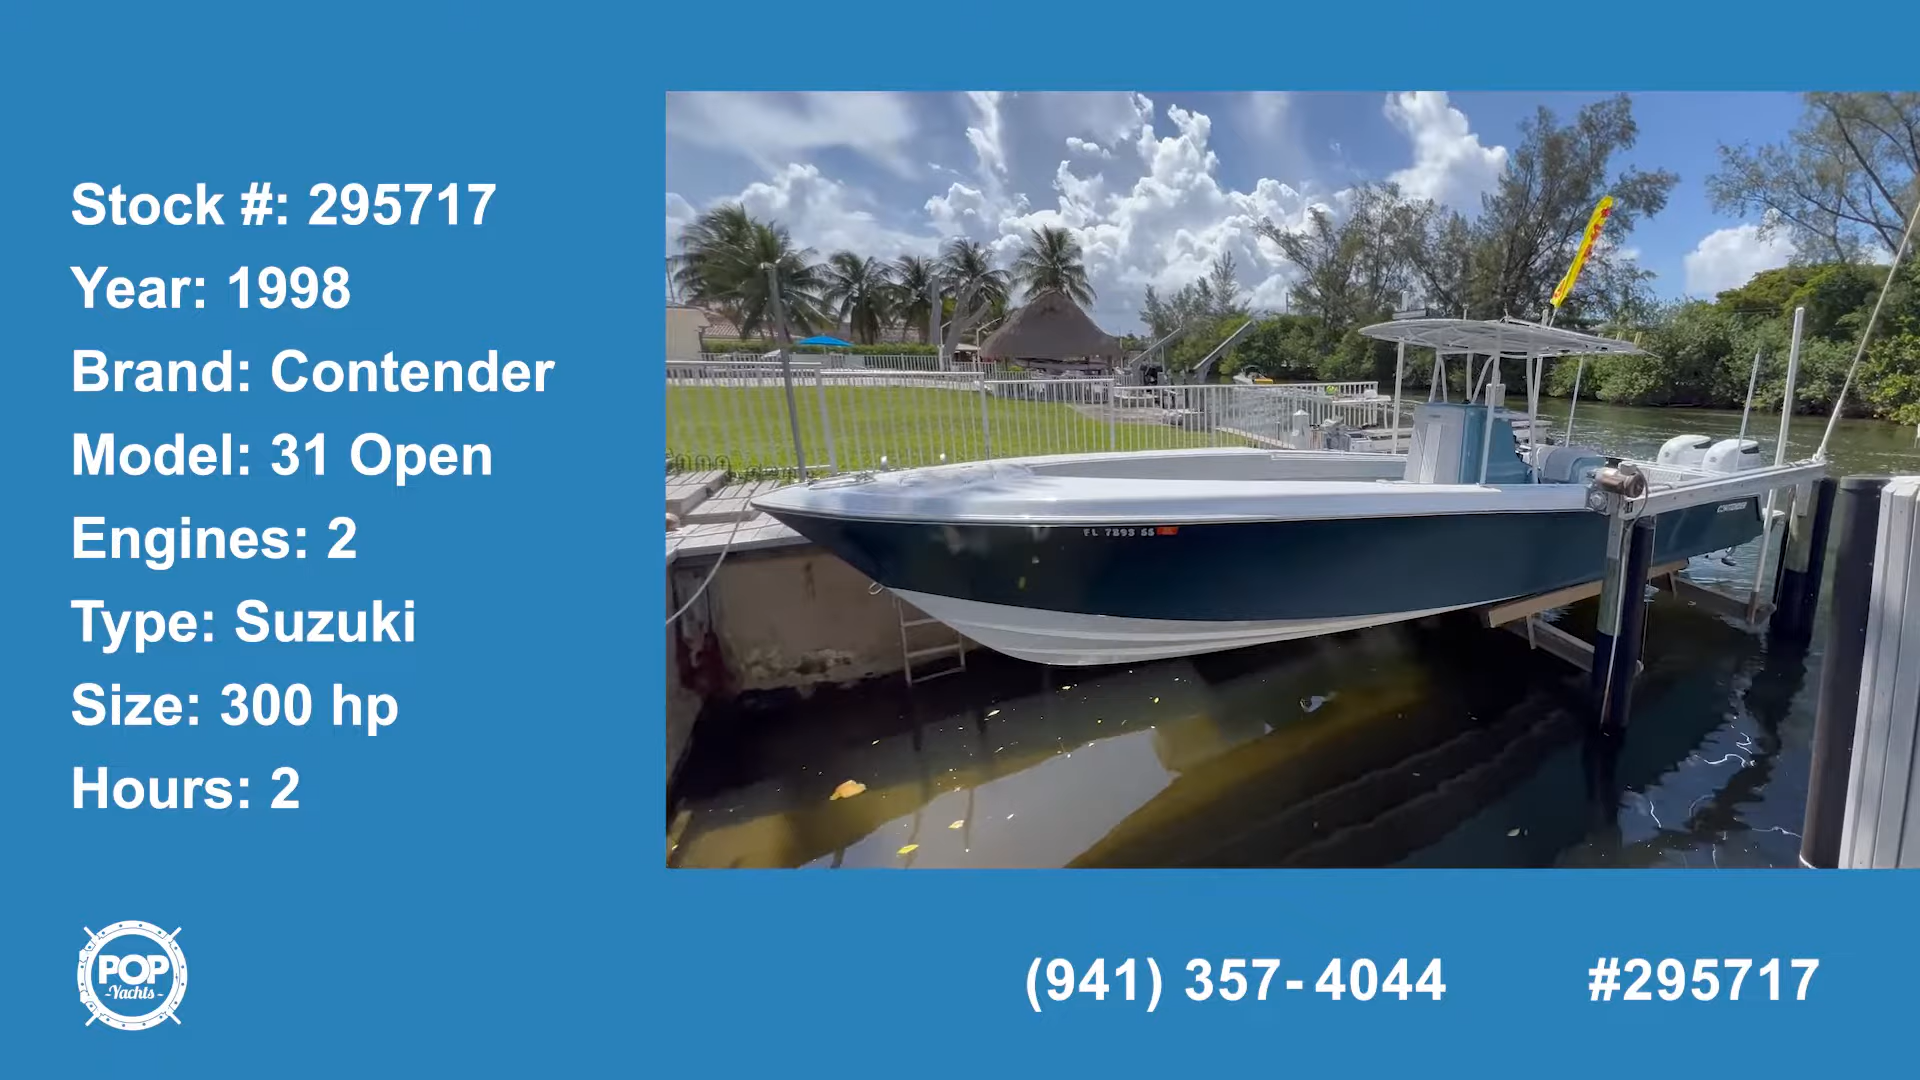 Stock #: 295717
Year: 1998
Brand: Contender
Model: 31 Open
Engines: 2
Type: Suzuki
Size: 300 hp
Hours: 2
POP
Yachts
(941) 357-4044
#295717